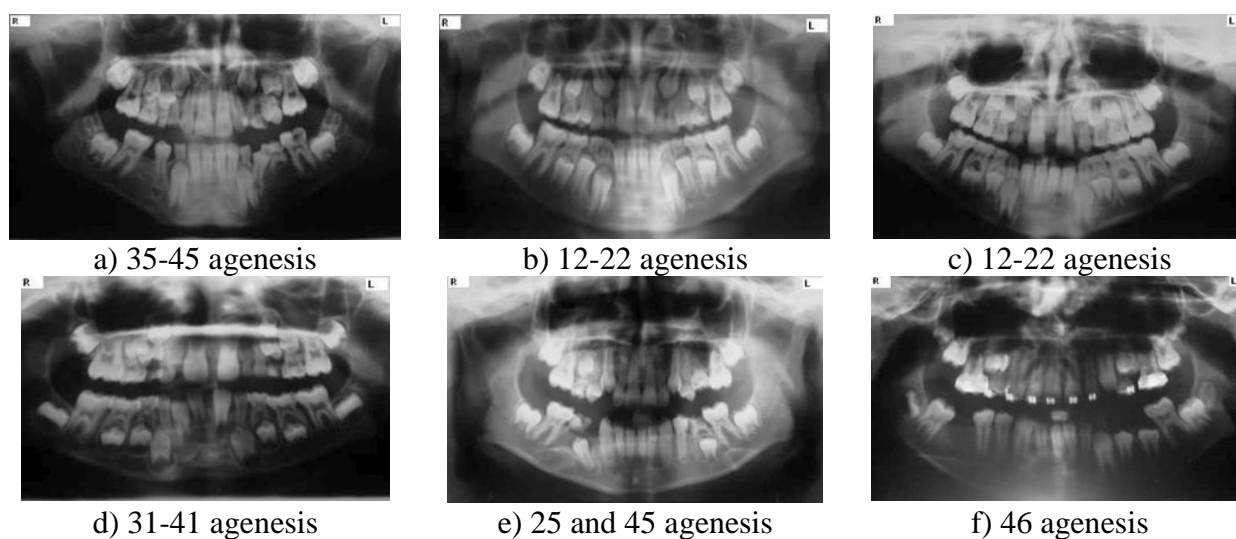 R L R L R L
a) 35-45 agenesis b) 12-22 agenesis c) 12-22 agenesis
R L R L R L
d) 31-41 agenesis e) 25 and 45 agenesis f) 46 agenesis